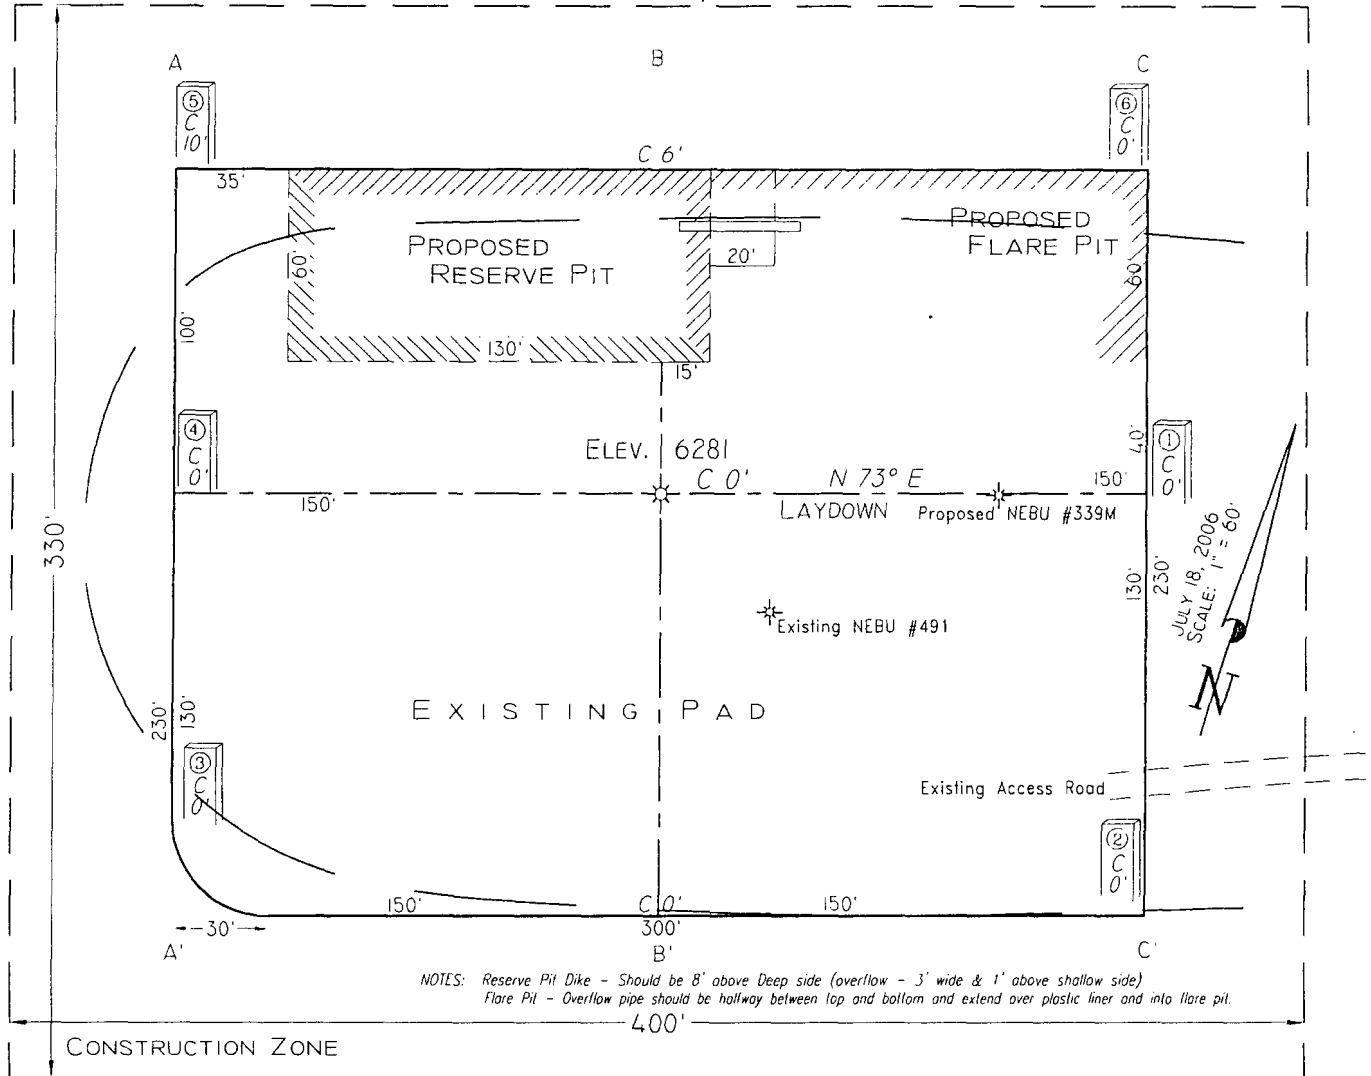 A
B
C
⑤
C
10'
⑥
C
0'
C 6'
35'
PROPOSED
RESERVE PIT
PROPOSED
FLARE PIT
60'
20'
60'
100'
130'
15'
④
C
0'
ELEV. 6281
C 0'
N 73° E
40'
①
C
0'
150'
150'
LAYDOWN
Proposed NEBU #339M
330'
JULY 18, 2006
SCALE: 1" = 60'
130'
230'
Existing NEBU #491
N
EXISTING PAD
230'
130'
③
C
0'
Existing Access Road
②
C
0'
150'
C 0'
150'
30'
300'
A'
B'
C'
NOTES: Reserve Pit Dike - Should be 8' above Deep side (overflow - 3' wide & 1' above shallow side)
Flare Pit - Overflow pipe should be halfway between top and bottom and extend over plastic liner and into flare pit.
400'
CONSTRUCTION ZONE